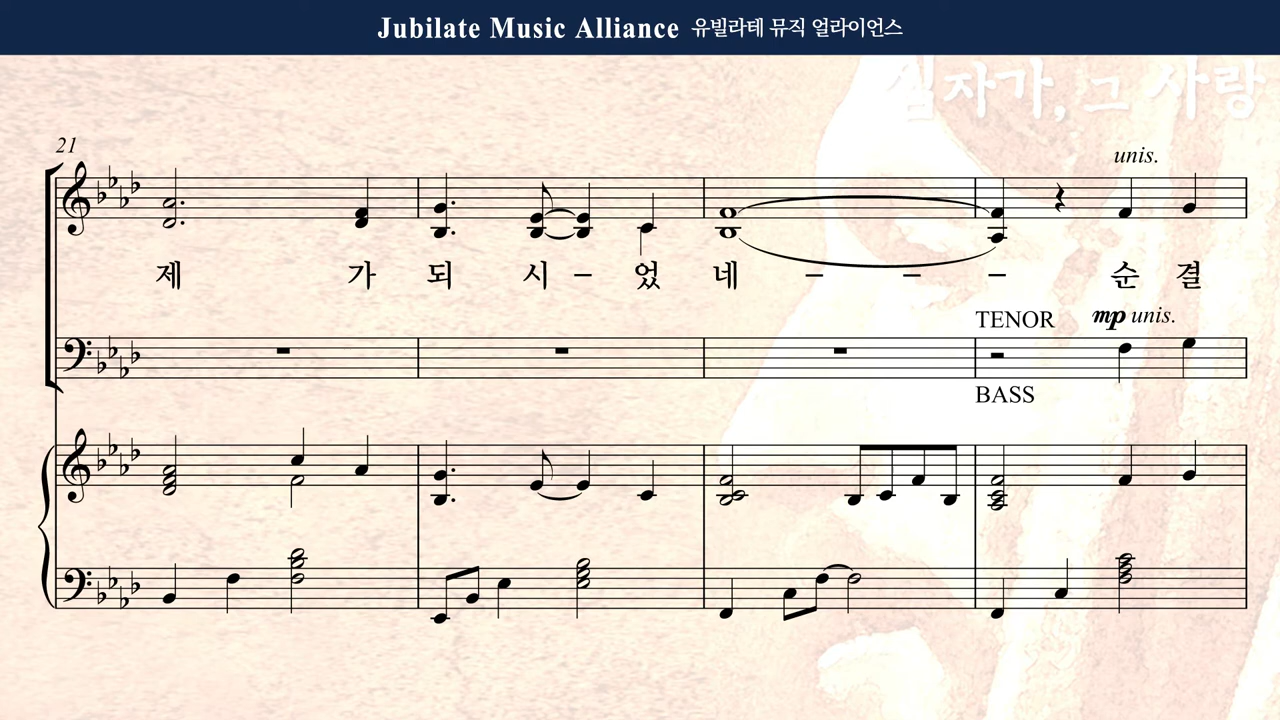 Jubilate Music Alliance 유빌라테 뮤직 얼라이언스
십자가, 그 사랑
21
unis.
제 가 되 시 – 었 네 – – – 순 결
TENOR mp unis.
BASS